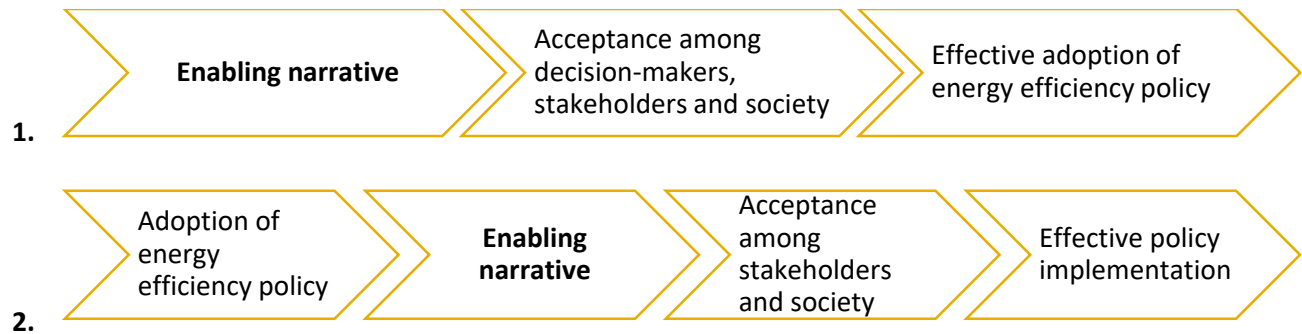 1.
Enabling narrative
Acceptance among
decision-makers,
stakeholders and society
Effective adoption of
energy efficiency policy
2.
Adoption of
energy
efficiency policy
Enabling
narrative
Acceptance
among
stakeholders
and society
Effective policy
implementation